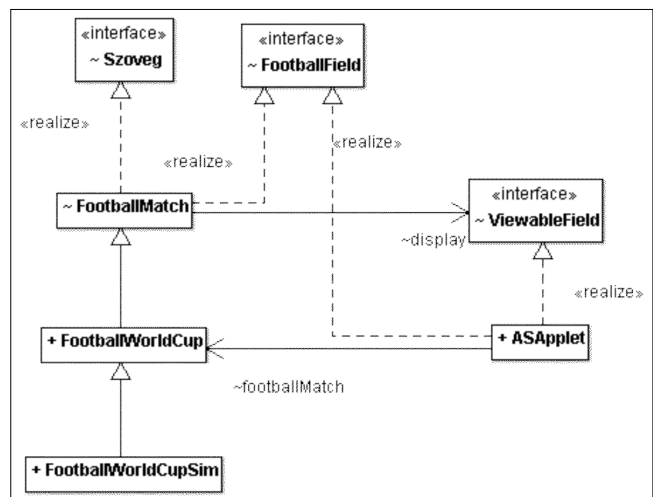 «interface»
~ Szoveg
«interface»
~ FootballField
«realize»
«realize»
«realize»
~ FootballMatch
«interface»
~ ViewableField
~display
«realize»
+ FootballWorldCup
+ ASApplet
~footballMatch
+ FootballWorldCupSim